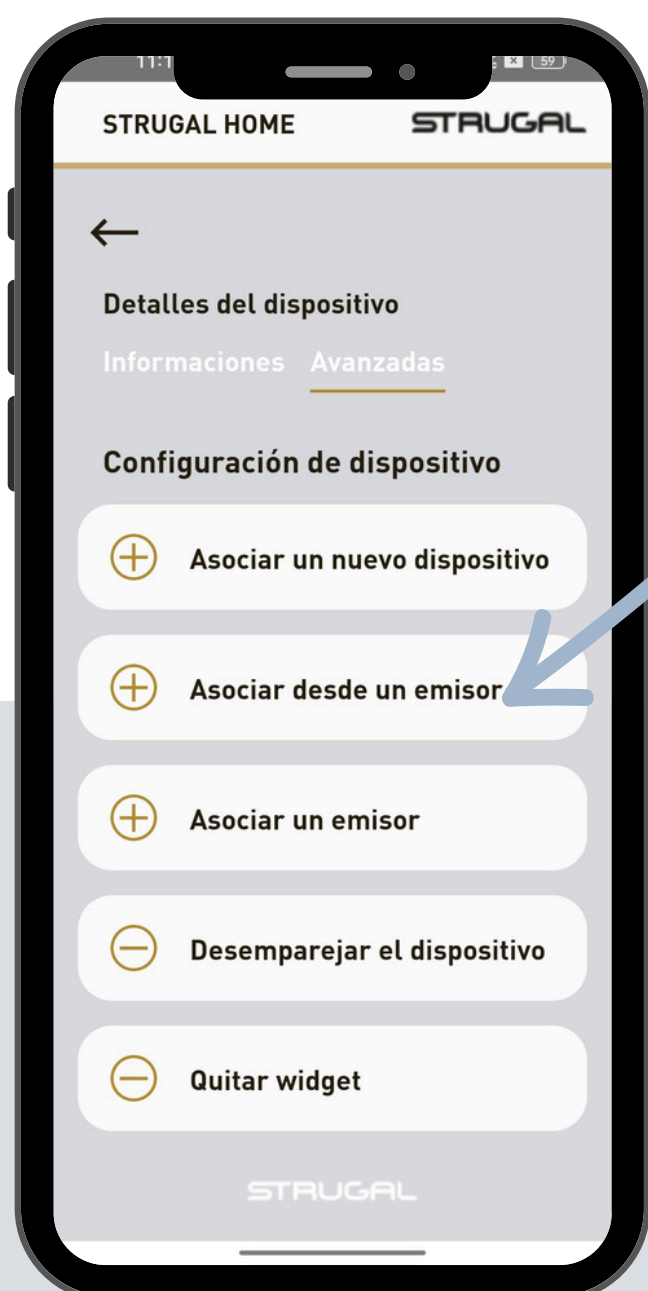 59
STRUGAL HOME STRUGAL
Detalles del dispositivo
Informaciones Avanzadas
Configuración de dispositivo
Asociar un nuevo dispositivo
Asociar desde un emisor
Asociar un emisor
Desemparejar el dispositivo
Quitar widget
STRUGAL